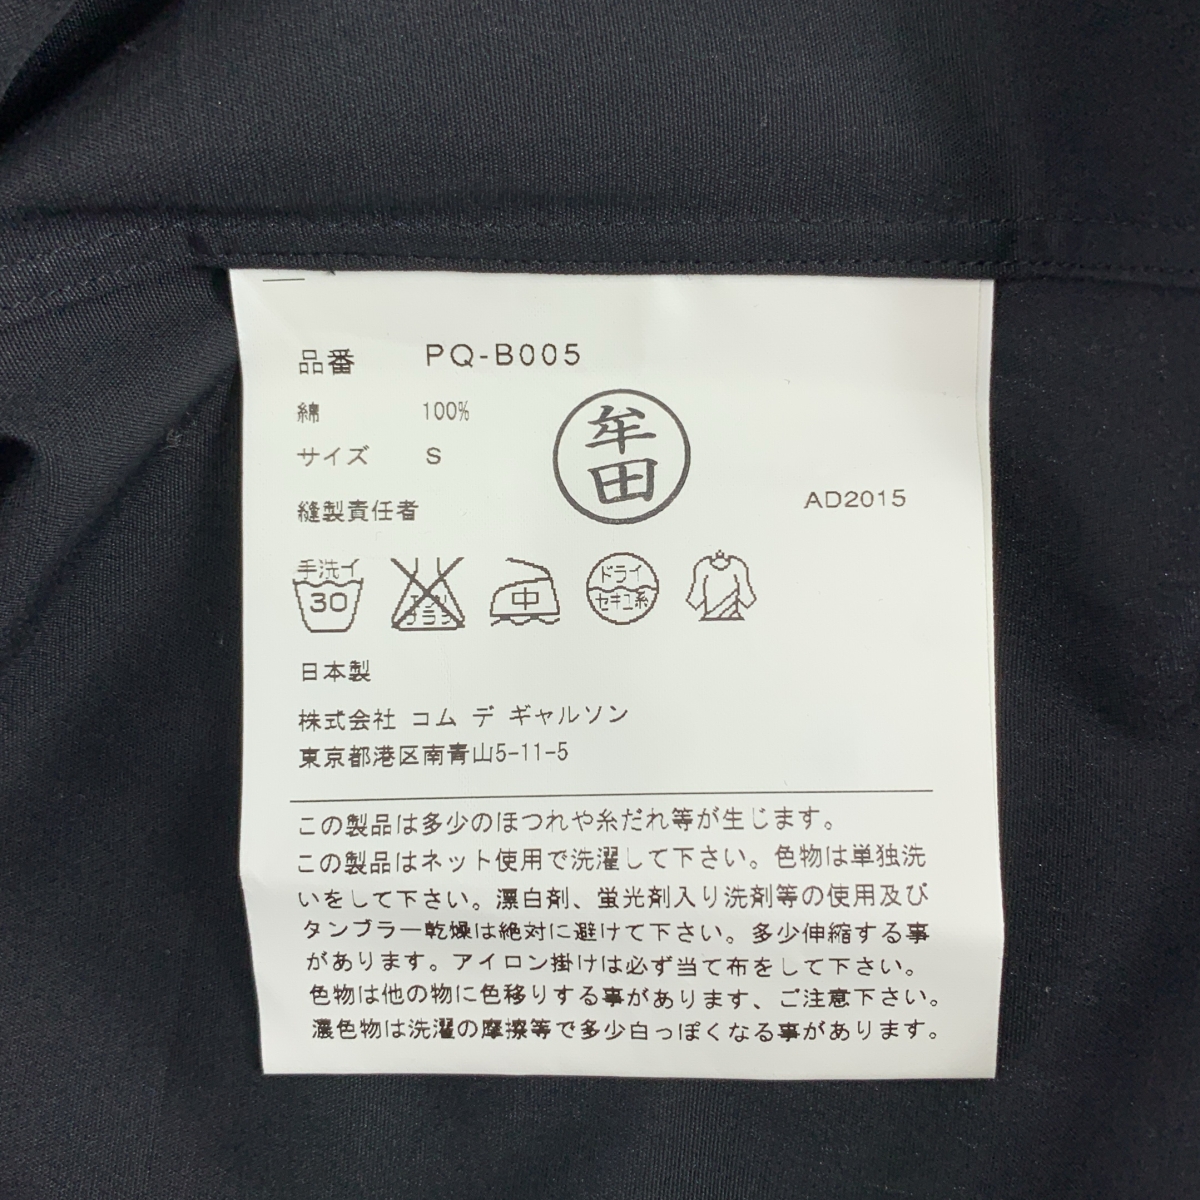 品番 PQ-B005
綿 100%
サイズ S
牟田
縫製責任者
AD2015
手洗イ 30
エンソ サラシ
中
ドライ セキユ系
日本製
株式会社 コム デ ギャルソン
東京都港区南青山5-11-5
この製品は多少のほつれや糸だれ等が生じます。
この製品はネット使用で洗濯して下さい。色物は単独洗
いをして下さい。漂白剤、蛍光剤入り洗剤等の使用及び
タンブラー乾燥は絶対に避けて下さい。多少伸縮する事
があります。アイロン掛けは必ず当て布をして下さい。
色物は他の物に色移りする事があります、ご注意下さい。
濃色物は洗濯の摩擦等で多少白っぽくなる事があります。